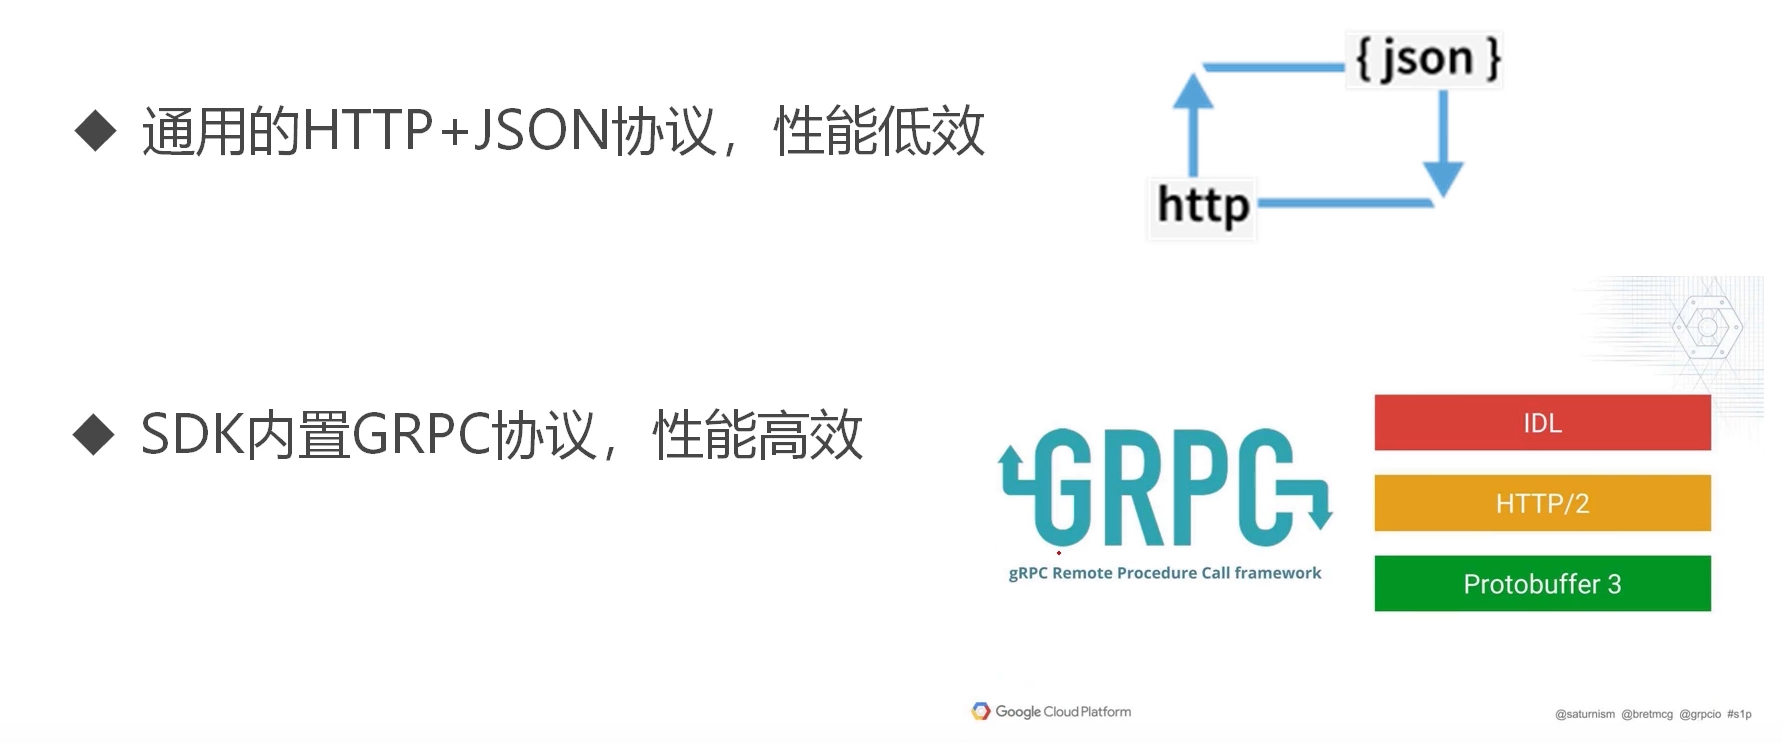 { json }
通用的HTTP+JSON协议，性能低效
http
SDK内置GRPC协议，性能高效
GRPC
gRPC Remote Procedure Call framework
IDL
HTTP/2
Protobuffer 3
Google Cloud Platform
@saturnism @bretmcg @grpcio #s1p